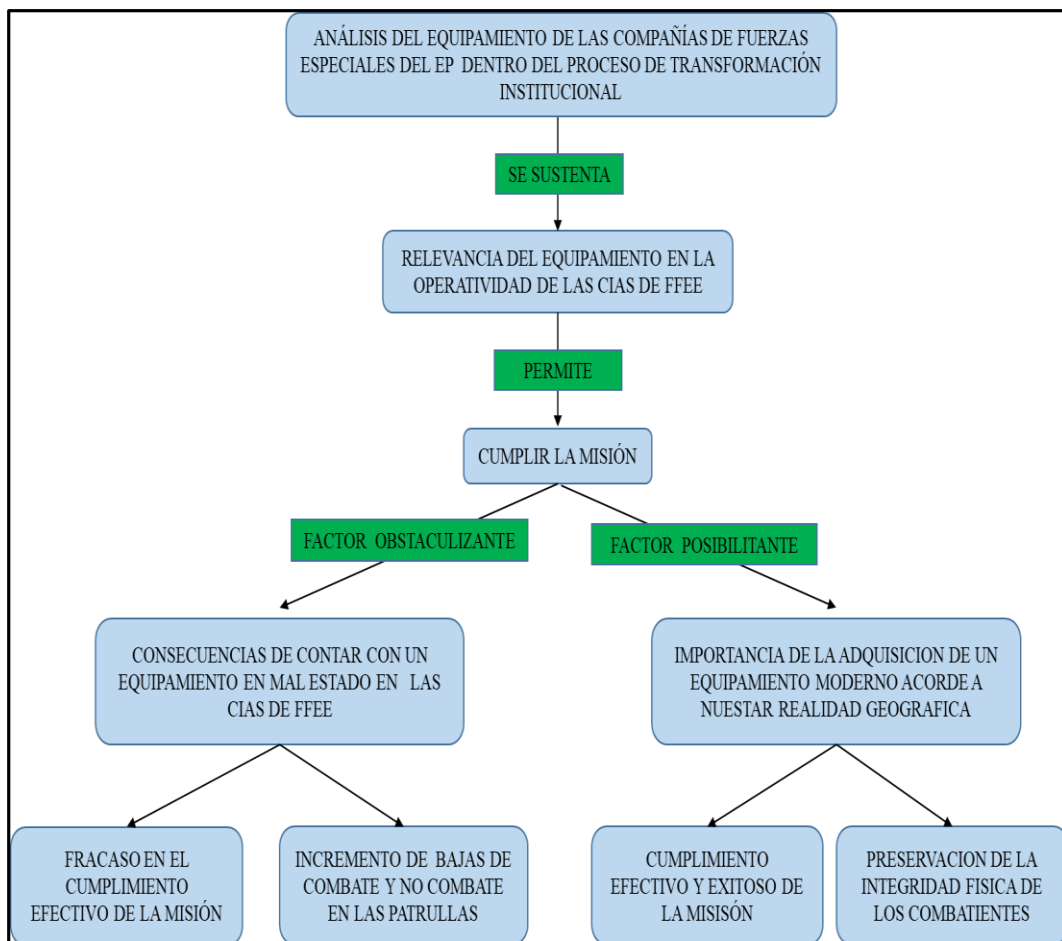 ANÁLISIS DEL EQUIPAMIENTO DE LAS COMPAÑÍAS DE FUERZAS
ESPECIALES DEL EP DENTRO DEL PROCESO DE TRANSFORMACIÓN
INSTITUCIONAL
SE SUSTENTA
RELEVANCIA DEL EQUIPAMIENTO EN LA
OPERATIVIDAD DE LAS CIAS DE FFEE
PERMITE
CUMPLIR LA MISIÓN
FACTOR OBSTACULIZANTE
FACTOR POSIBILITANTE
CONSECUENCIAS DE CONTAR CON UN
EQUIPAMIENTO EN MAL ESTADO EN LAS
CIAS DE FFEE
IMPORTANCIA DE LA ADQUISICION DE UN
EQUIPAMIENTO MODERNO ACORDE A
NUESTAR REALIDAD GEOGRAFICA
FRACASO EN EL
CUMPLIMIENTO
EFECTIVO DE LA MISIÓN
INCREMENTO DE BAJAS DE
COMBATE Y NO COMBATE
EN LAS PATRULLAS
CUMPLIMIENTO
EFECTIVO Y EXITOSO DE
LA MISISÓN
PRESERVACION DE LA
INTEGRIDAD FISICA DE
LOS COMBATIENTES